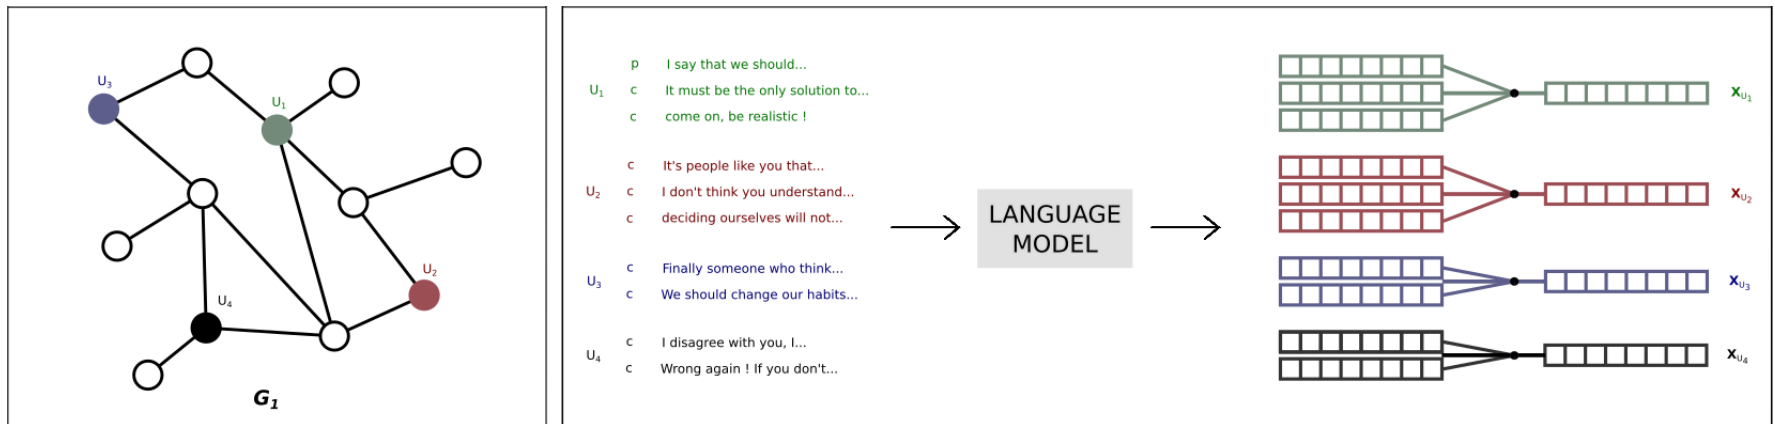 U3
U1
U2
U4
G1
p I say that we should...
U1 c It must be the only solution to...
c come on, be realistic !
c It's people like you that...
U2 c I don't think you understand...
c deciding ourselves will not...
c Finally someone who think...
U3
c We should change our habits...
c I disagree with you, I...
U4
c Wrong again ! If you don't...
LANGUAGE
MODEL
XU1
XU2
XU3
XU4